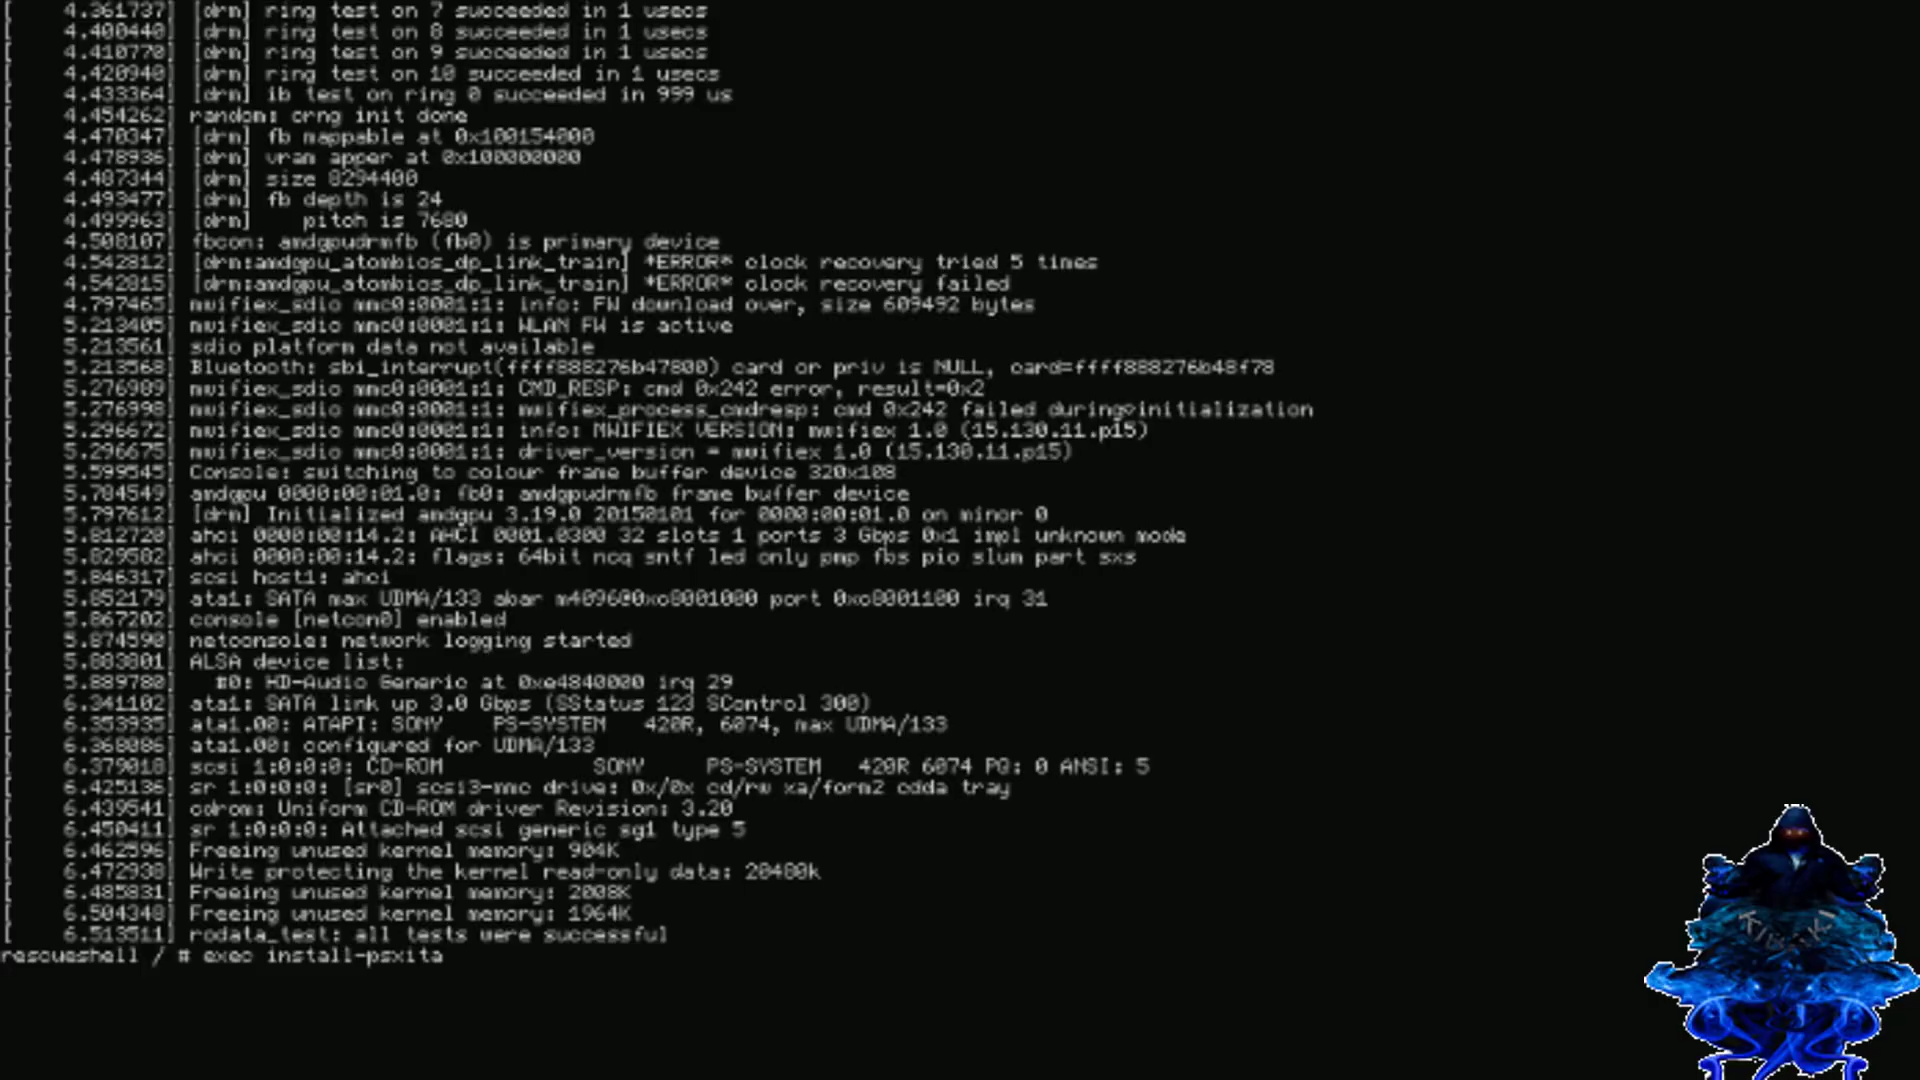 [ 4.361737] [drm] ring test on 7 succeeded in 1 usecs
[ 4.400440] [drm] ring test on 8 succeeded in 1 usecs
[ 4.410770] [drm] ring test on 9 succeeded in 1 usecs
[ 4.420940] [drm] ring test on 10 succeeded in 1 usecs
[ 4.433364] [drm] ib test on ring 0 succeeded in 999 us
[ 4.454262] random: crng init done
[ 4.470347] [drm] fb mappable at 0x100154000
[ 4.478936] [drm] vram apper at 0x100000000
[ 4.487344] [drm] size 8294400
[ 4.493477] [drm] fb depth is 24
[ 4.499963] [drm]    pitch is 7680
[ 4.508107] fbcon: amdgpudrmfb (fb0) is primary device
[ 4.542812] [drm:amdgpu_atombios_dp_link_train] *ERROR* clock recovery tried 5 times
[ 4.542815] [drm:amdgpu_atombios_dp_link_train] *ERROR* clock recovery failed
[ 4.797465] mwifiex_sdio mmc0:0001:1: info: FW download over, size 609492 bytes
[ 5.213405] mwifiex_sdio mmc0:0001:1: WLAN FW is active
[ 5.213561] sdio platform data not available
[ 5.213568] Bluetooth: sbi_interrupt(ffff888276b47800) card or priv is NULL, card=ffff888276b48f78
[ 5.276989] mwifiex_sdio mmc0:0001:1: CMD_RESP: cmd 0x242 error, result=0x2
[ 5.276998] mwifiex_sdio mmc0:0001:1: mwifiex_process_cmdresp: cmd 0x242 failed during initialization
[ 5.296672] mwifiex_sdio mmc0:0001:1: info: MWIFIEX VERSION: mwifiex 1.0 (15.130.11.p15)
[ 5.296675] mwifiex_sdio mmc0:0001:1: driver_version = mwifiex 1.0 (15.130.11.p15)
[ 5.599545] Console: switching to colour frame buffer device 320x108
[ 5.784549] amdgpu 0000:00:01.0: fb0: amdgpudrmfb frame buffer device
[ 5.797612] [drm] Initialized amdgpu 3.19.0 20150101 for 0000:00:01.0 on minor 0
[ 5.812720] ahci 0000:00:14.2: AHCI 0001.0300 32 slots 1 ports 3 Gbps 0x1 impl unknown mode
[ 5.829582] ahci 0000:00:14.2: flags: 64bit ncq sntf led only pmp fbs pio slum part sxs
[ 5.846317] scsi host1: ahci
[ 5.852179] ata1: SATA max UDMA/133 abar m4096@0xc8001000 port 0xc8001100 irq 31
[ 5.867202] console [netcon0] enabled
[ 5.874590] netconsole: network logging started
[ 5.883801] ALSA device list:
[ 5.889780]   #0: HD-Audio Generic at 0xe4840000 irq 29
[ 6.341102] ata1: SATA link up 3.0 Gbps (SStatus 123 SControl 300)
[ 6.353935] ata1.00: ATAPI: SONY    PS-SYSTEM   420R, 6074, max UDMA/133
[ 6.368086] ata1.00: configured for UDMA/133
[ 6.379018] scsi 1:0:0:0: CD-ROM            SONY     PS-SYSTEM   420R 6074 PQ: 0 ANSI: 5
[ 6.425136] sr 1:0:0:0: [sr0] scsi3-mmc drive: 0x/0x cd/rw xa/form2 cdda tray
[ 6.439541] cdrom: Uniform CD-ROM driver Revision: 3.20
[ 6.450411] sr 1:0:0:0: Attached scsi generic sg1 type 5
[ 6.462596] Freeing unused kernel memory: 904K
[ 6.472938] Write protecting the kernel read-only data: 20480k
[ 6.485831] Freeing unused kernel memory: 2008K
[ 6.504348] Freeing unused kernel memory: 1964K
[ 6.513511] rodata_test: all tests were successful
rescueshell / # exec install-psxita